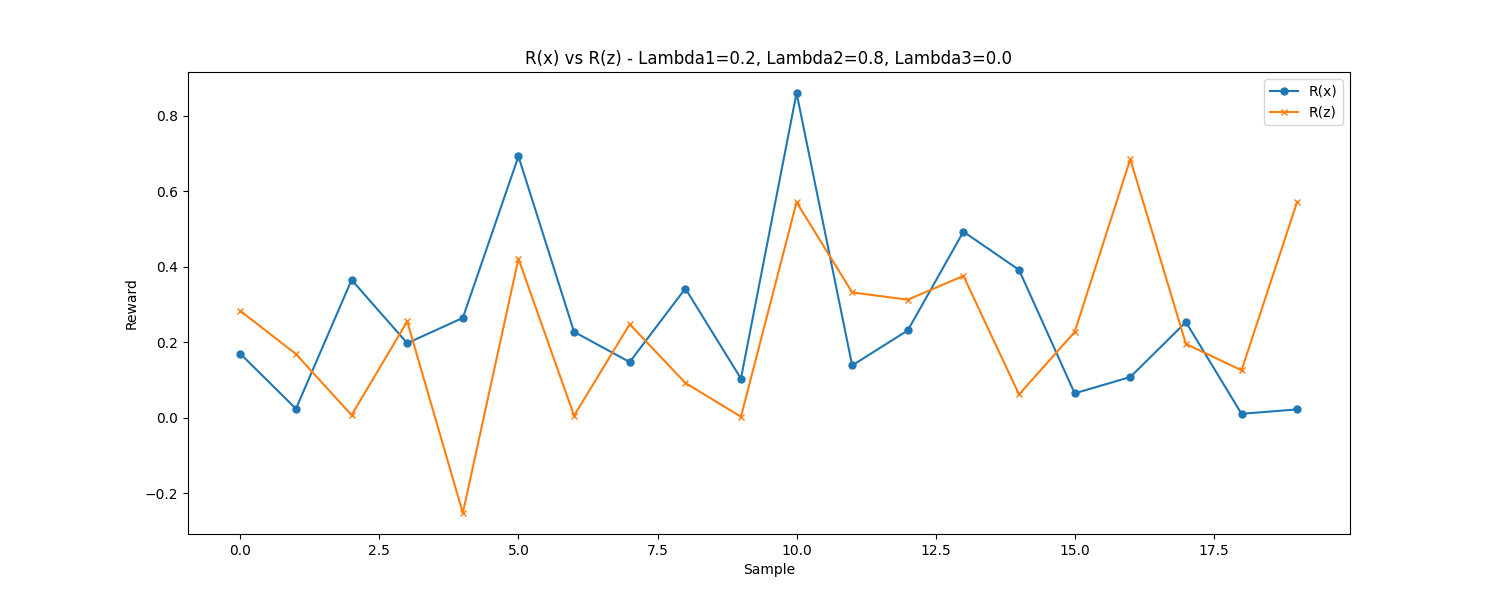 R(x) vs R(z) - Lambda1=0.2, Lambda2=0.8, Lambda3=0.0
R(x)
R(z)
0.8
0.6
0.4
0.2
0.0
−0.2
Reward
0.0 2.5 5.0 7.5 10.0 12.5 15.0 17.5
Sample